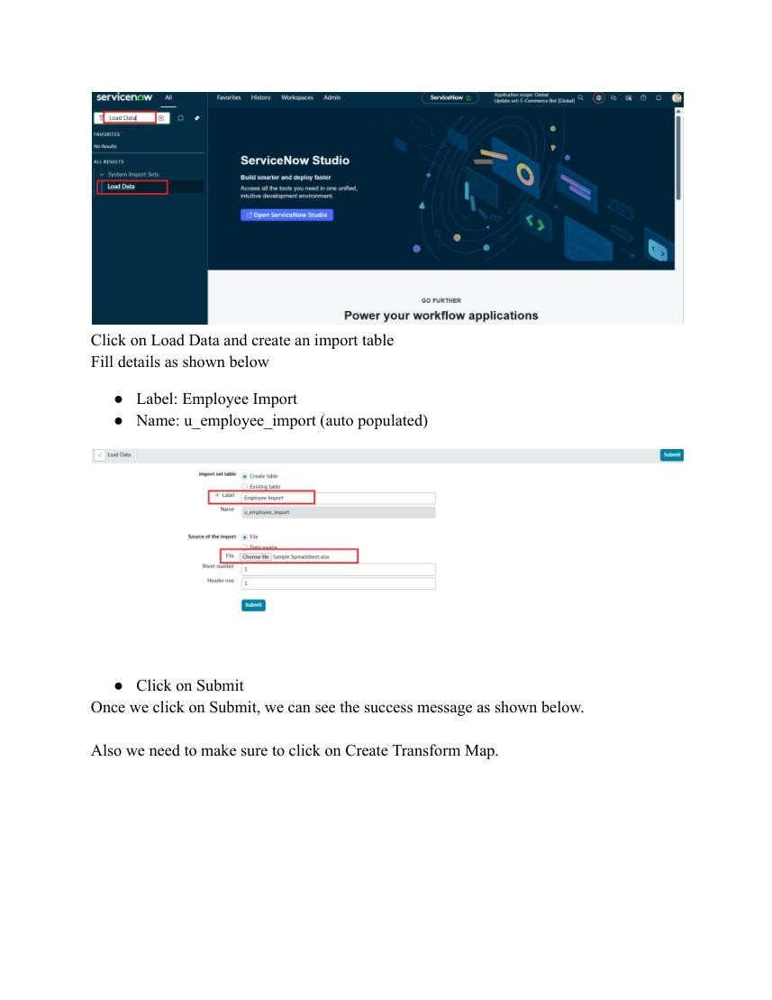 servicenow All Favorites History Workspaces Admin ServiceNow Application scope: Global
Update set: E-Commerce Bot [Global]
Load Data
FAVORITES
No Results
ALL RESULTS
System Import Sets
Load Data
ServiceNow Studio
Build smarter and deploy faster
Access all the tools you need in one unified,
intuitive development environment.
Open ServiceNow Studio
GO FURTHER
Power your workflow applications
Click on Load Data and create an import table
Fill details as shown below
● Label: Employee Import
● Name: u_employee_import (auto populated)
Load Data Submit
Import set table Create table
Existing table
* Label Employee Import
Name u_employee_import
Source of the import File
Data source
File Choose file Sample Spreadsheet.xlsx
Sheet number 1
Header row 1
Submit
● Click on Submit
Once we click on Submit, we can see the success message as shown below.
Also we need to make sure to click on Create Transform Map.